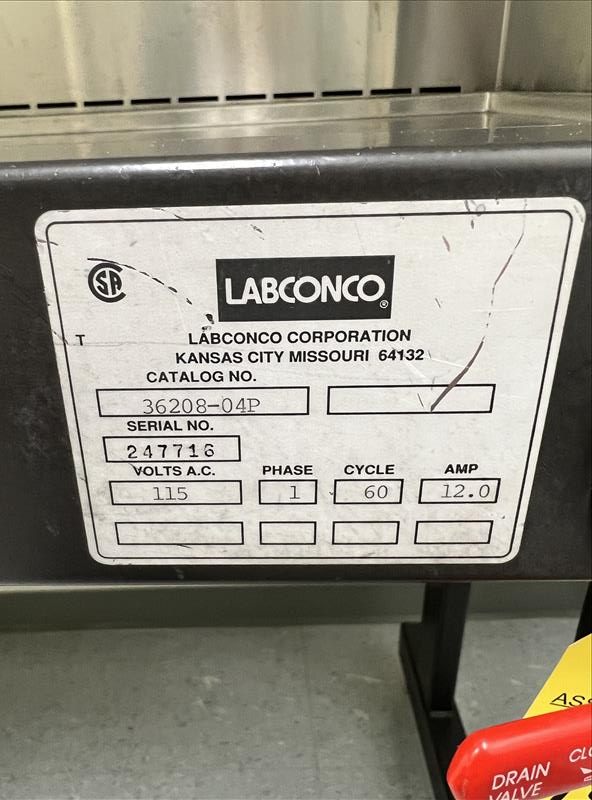 SA
LABCONCO®
T
LABCONCO CORPORATION
KANSAS CITY MISSOURI 64132
CATALOG NO.
36208-04P
SERIAL NO.
247716
VOLTS A.C. PHASE CYCLE AMP
115 1 60 12.0
DRAIN
VALVE